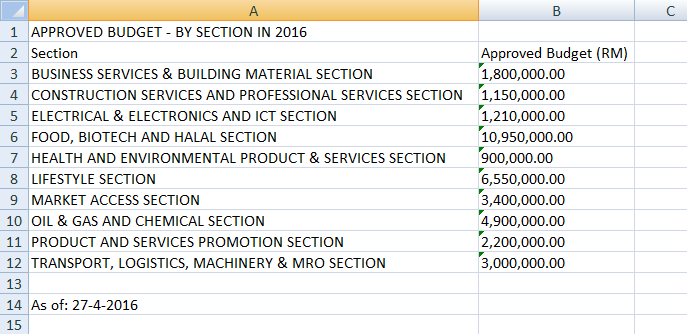 A B C
1 APPROVED BUDGET - BY SECTION IN 2016
2 Section Approved Budget (RM)
3 BUSINESS SERVICES & BUILDING MATERIAL SECTION 1,800,000.00
4 CONSTRUCTION SERVICES AND PROFESSIONAL SERVICES SECTION 1,150,000.00
5 ELECTRICAL & ELECTRONICS AND ICT SECTION 1,210,000.00
6 FOOD, BIOTECH AND HALAL SECTION 10,950,000.00
7 HEALTH AND ENVIRONMENTAL PRODUCT & SERVICES SECTION 900,000.00
8 LIFESTYLE SECTION 6,550,000.00
9 MARKET ACCESS SECTION 3,400,000.00
10 OIL & GAS AND CHEMICAL SECTION 4,900,000.00
11 PRODUCT AND SERVICES PROMOTION SECTION 2,200,000.00
12 TRANSPORT, LOGISTICS, MACHINERY & MRO SECTION 3,000,000.00
13
14 As of: 27-4-2016
15